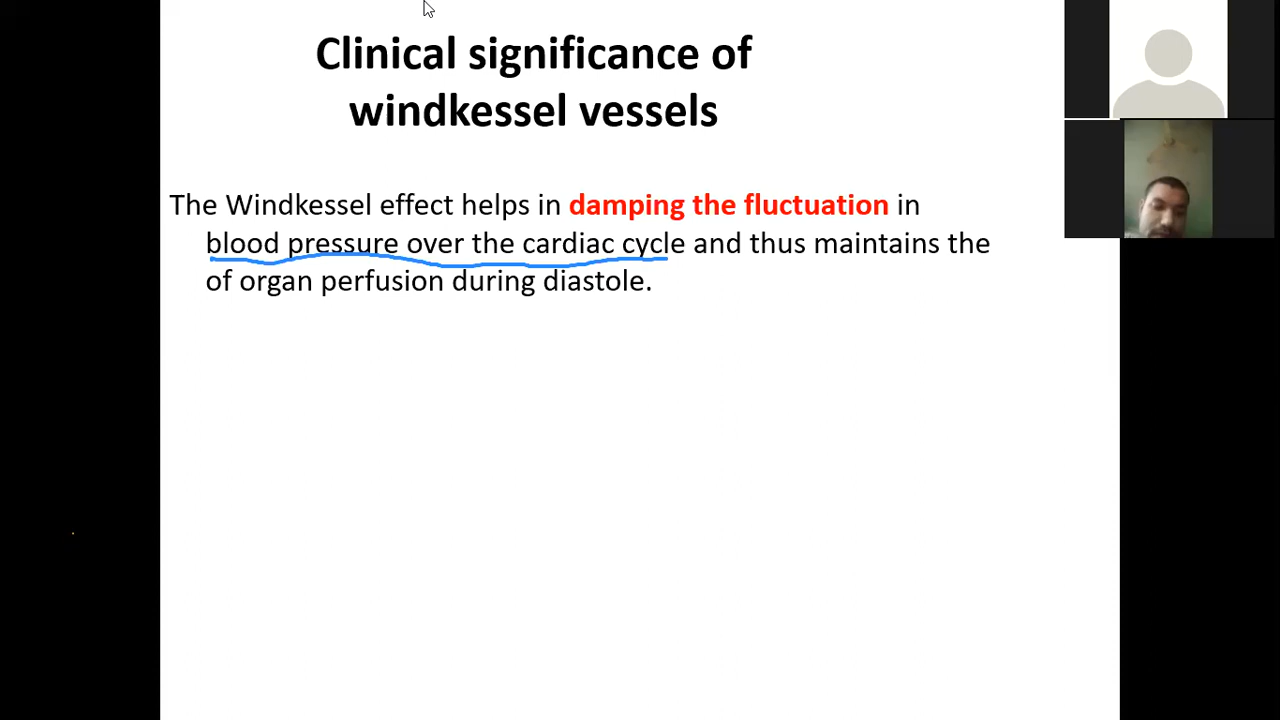 Clinical significance of
windkessel vessels
The Windkessel effect helps in damping the fluctuation in
blood pressure over the cardiac cycle and thus maintains the
of organ perfusion during diastole.